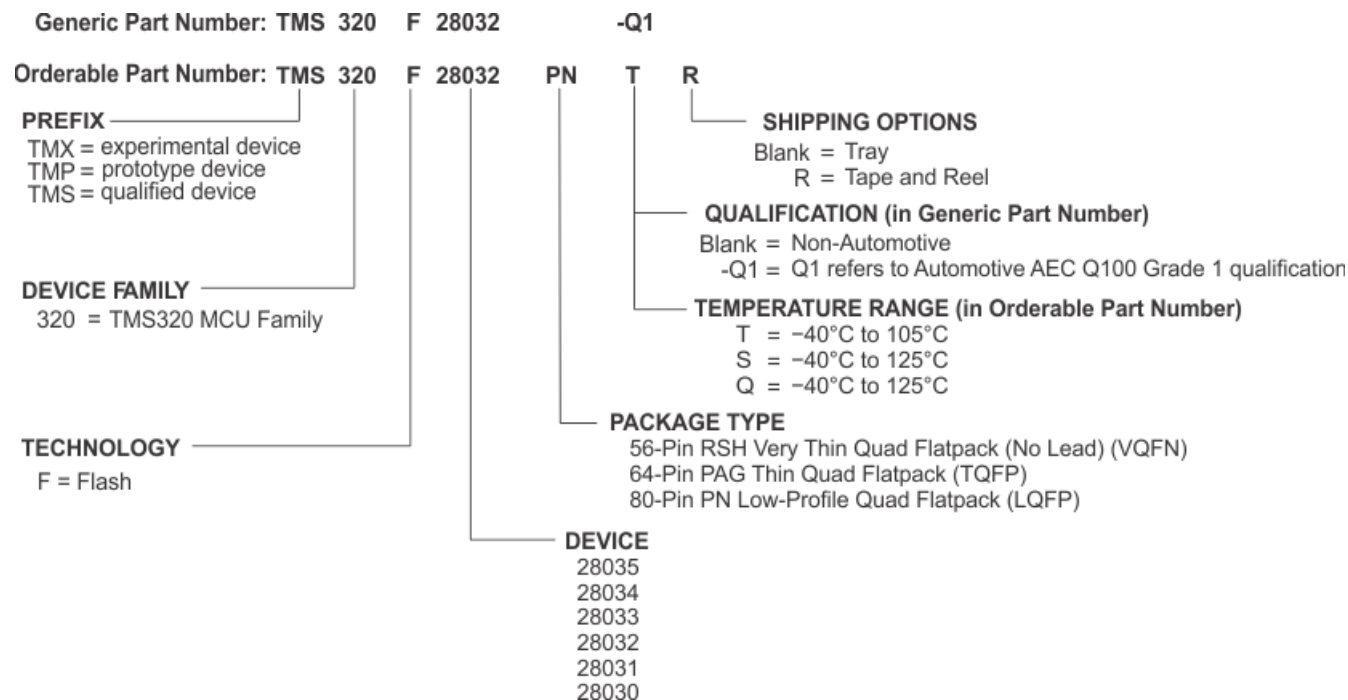 Generic Part Number: TMS 320 F 28032 -Q1
Orderable Part Number: TMS 320 F 28032 PN T R
PREFIX
TMX = experimental device
TMP = prototype device
TMS = qualified device
SHIPPING OPTIONS
Blank = Tray
R = Tape and Reel
QUALIFICATION (in Generic Part Number)
Blank = Non-Automotive
-Q1 = Q1 refers to Automotive AEC Q100 Grade 1 qualification
DEVICE FAMILY
320 = TMS320 MCU Family
TEMPERATURE RANGE (in Orderable Part Number)
T = −40°C to 105°C
S = −40°C to 125°C
Q = −40°C to 125°C
PACKAGE TYPE
56-Pin RSH Very Thin Quad Flatpack (No Lead) (VQFN)
64-Pin PAG Thin Quad Flatpack (TQFP)
80-Pin PN Low-Profile Quad Flatpack (LQFP)
TECHNOLOGY
F = Flash
DEVICE
28035
28034
28033
28032
28031
28030